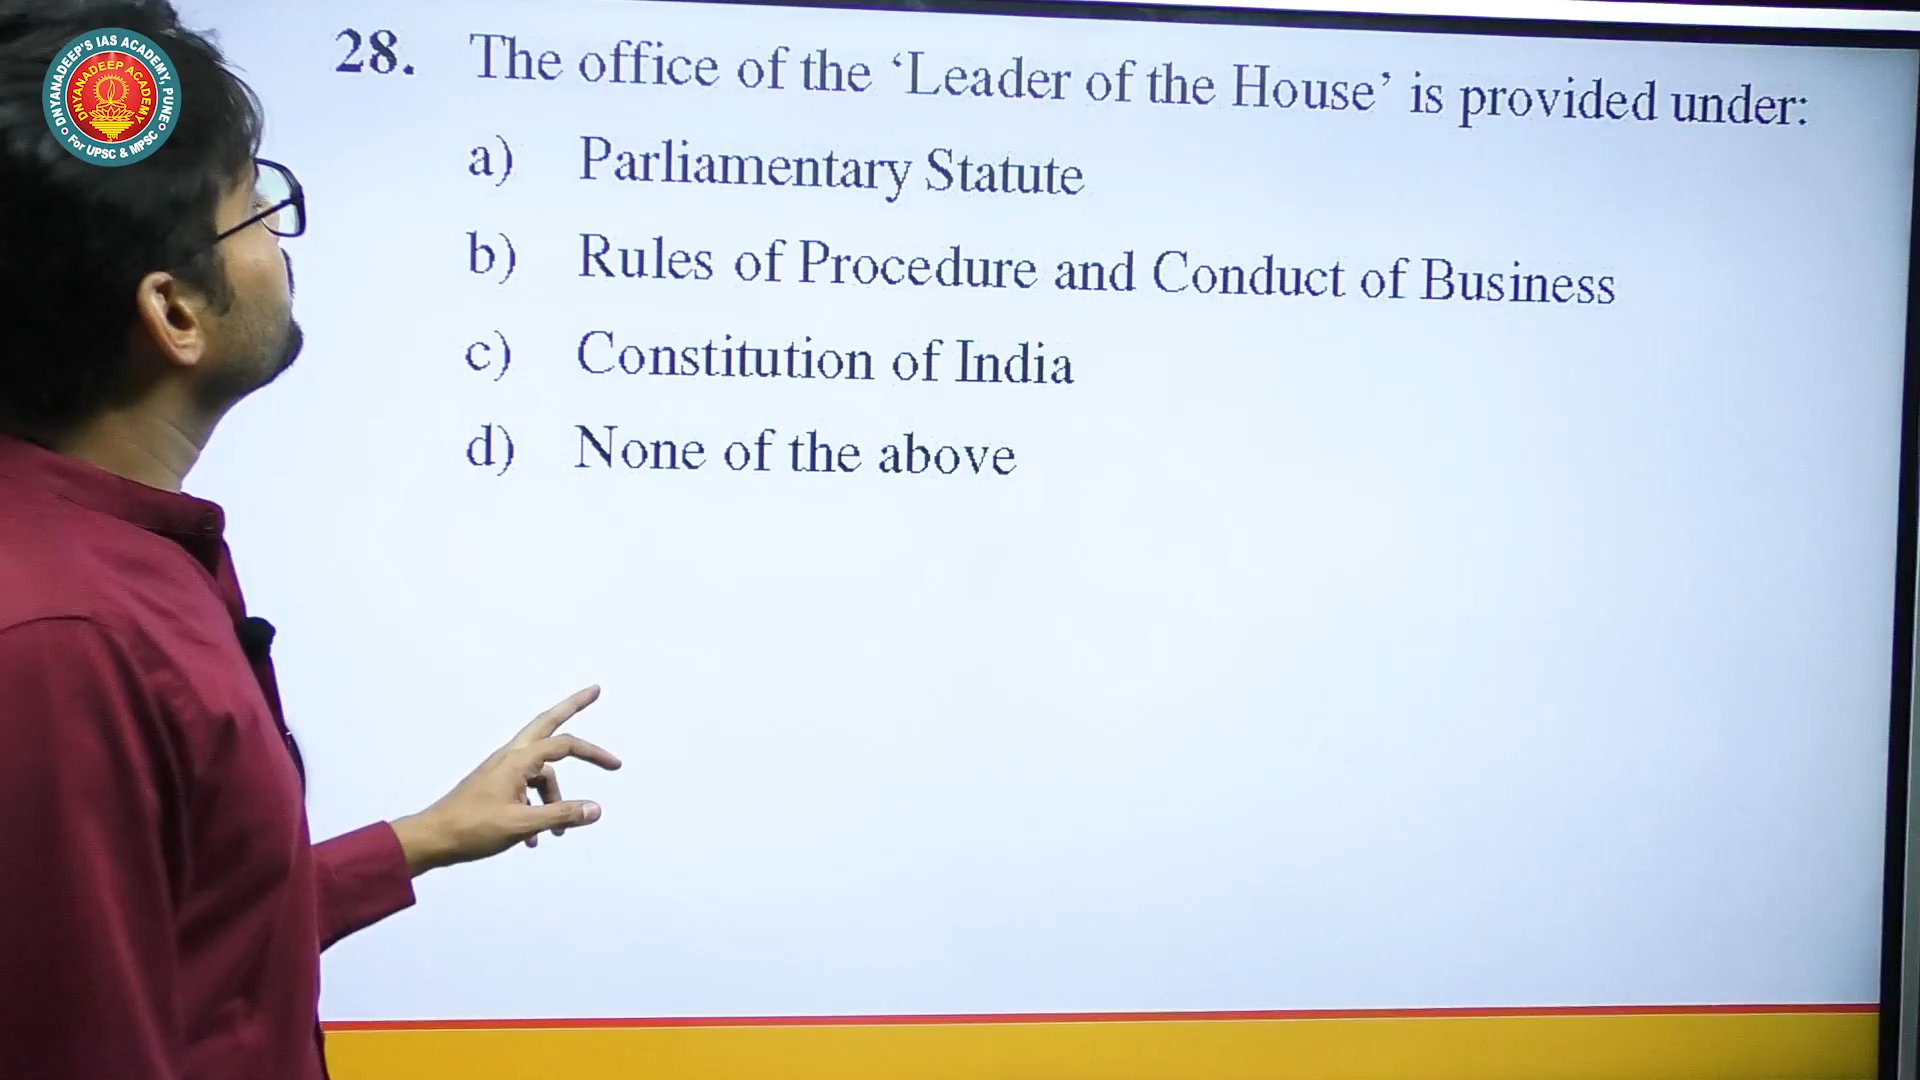 DNYANADEEP'S IAS ACADEMY, PUNE
DNYANADEEP ACADEMY
पुणे
• For UPSC & MPSC •
28. The office of the ‘Leader of the House’ is provided under:
a) Parliamentary Statute
b) Rules of Procedure and Conduct of Business
c) Constitution of India
d) None of the above